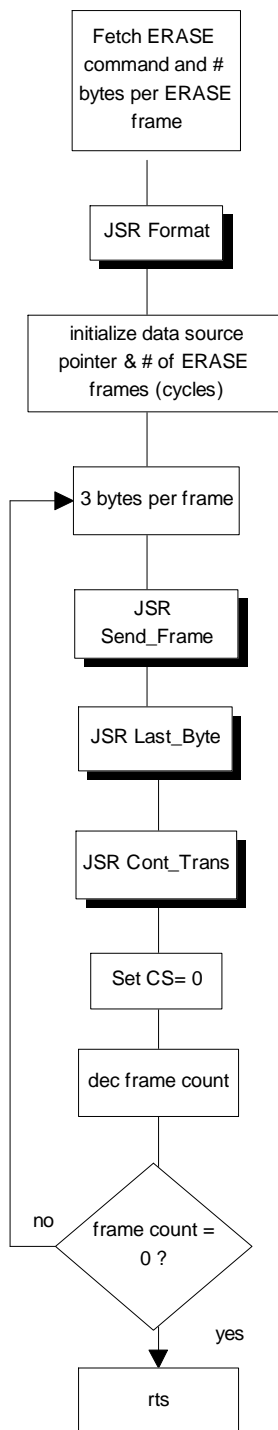 Fetch ERASE
command and #
bytes per ERASE
frame
JSR Format
initialize data source
pointer & # of ERASE
frames (cycles)
3 bytes per frame
JSR
Send_Frame
JSR Last_Byte
JSR Cont_Trans
Set CS= 0
dec frame count
no
frame count =
0 ?
yes
rts